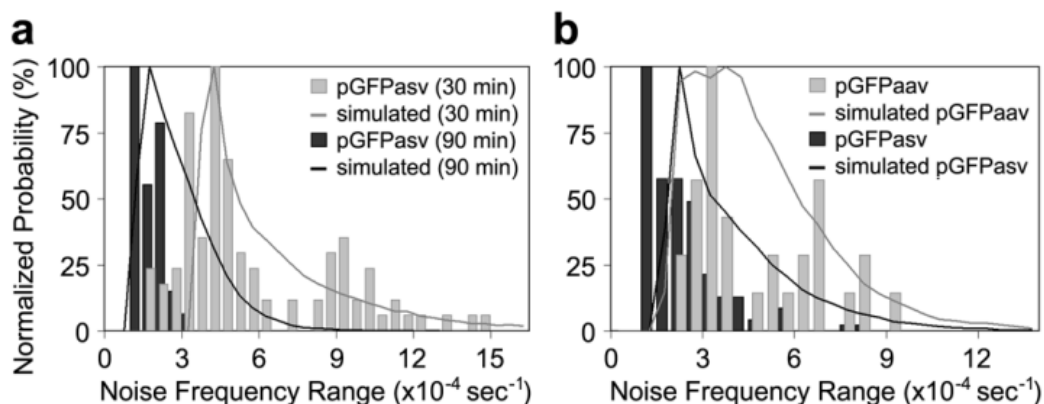 a
Normalized Probability (%)
100
75
50
25
0
pGFPasv (30 min)
simulated (30 min)
pGFPasv (90 min)
simulated (90 min)
0 3 6 9 12 15
Noise Frequency Range (x10⁻⁴ sec⁻¹)
b
100
75
50
25
0
pGFPaav
simulated pGFPaav
pGFPasv
simulated pGFPasv
0 3 6 9 12
Noise Frequency Range (x10⁻⁴ sec⁻¹)